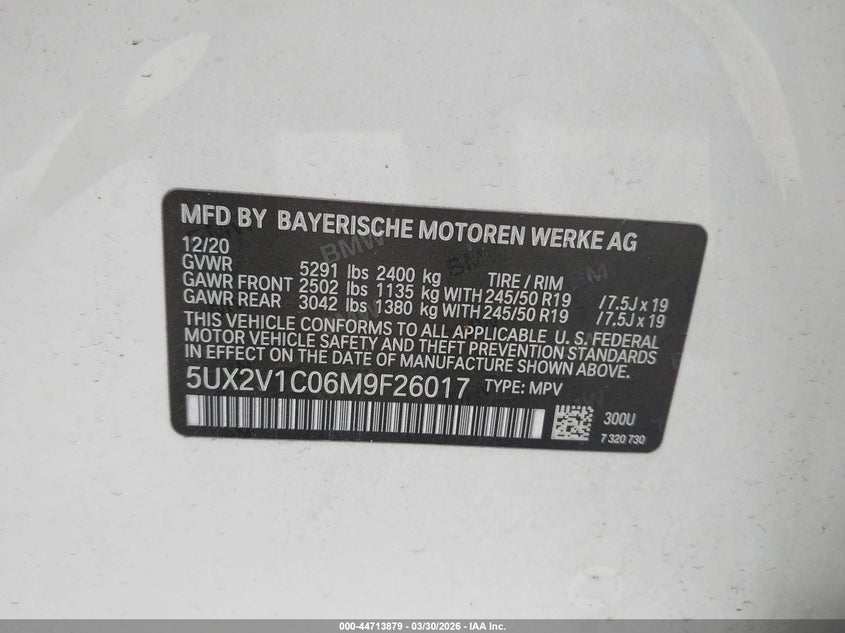 MFD BY BAYERISCHE MOTOREN WERKE AG
12/20
GVWR 5291 lbs 2400 kg TIRE / RIM
GAWR FRONT 2502 lbs 1135 kg WITH 245/50 R19 / 7.5J x 19
GAWR REAR 3042 lbs 1380 kg WITH 245/50 R19 / 7.5J x 19
THIS VEHICLE CONFORMS TO ALL APPLICABLE U. S. FEDERAL
MOTOR VEHICLE SAFETY AND THEFT PREVENTION STANDARDS
IN EFFECT ON THE DATE OF MANUFACTURE SHOWN ABOVE.
5UX2V1C06M9F26017 TYPE: MPV
300U
7 320 730
000-44713879 / 03/30/2026 - IAA Inc.